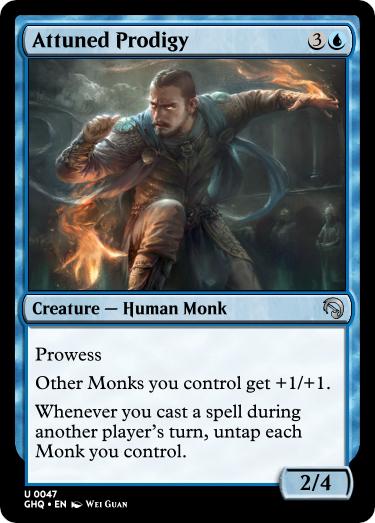 Attuned Prodigy 3
Creature — Human Monk
Prowess
Other Monks you control get +1/+1.
Whenever you cast a spell during
another player's turn, untap each
Monk you control.
2/4
U 0047
GHQ • EN Wei Guan